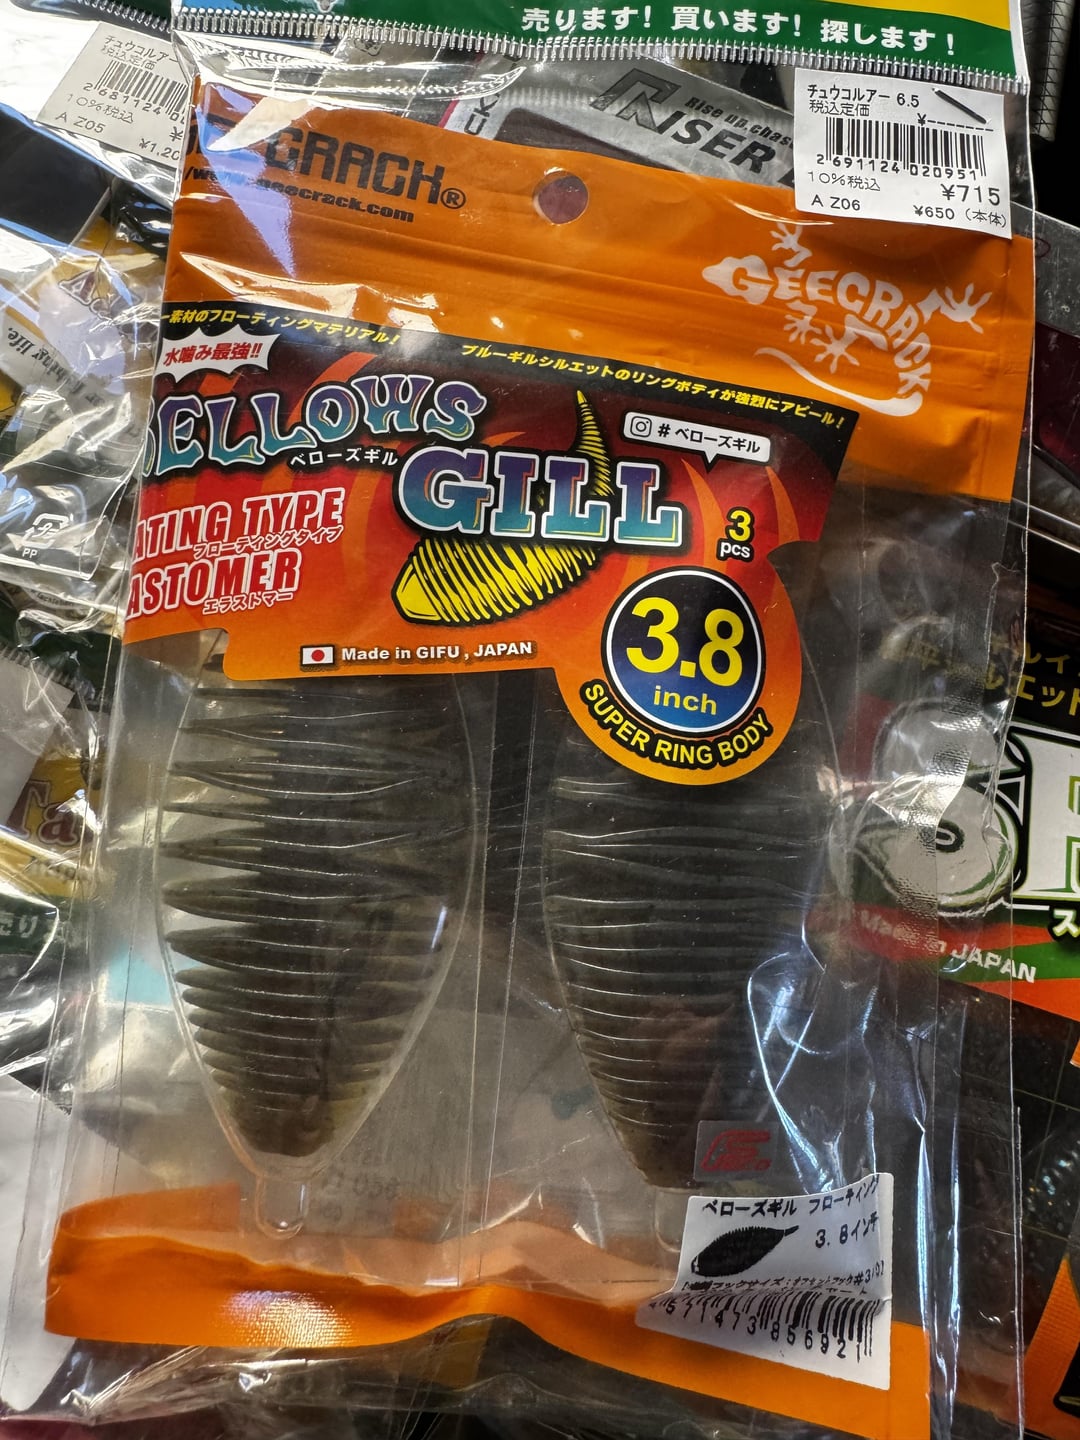 売ります！買います！探します！
チュウコルアー
税込定価
10%税込
A Z05
RISER
チュウコルアー 6.5
税込定価
¥-------
2 691124 020951
10%税込
¥715
A Z06
¥650 (本体)
CRACK®
geecrack.com
GEECRACK
ー素材のフローティングマテリアル！
水噛み最強!!
ブルーギルシルエットのリングボディが強烈にアピール！
BELLOWS
ベローズギル
GILL
# ベローズギル
ATING TYPE
フローティングタイプ
ASTOMER
エラストマー
3
pcs
3.8
inch
SUPER RING BODY
Made in GIFU , JAPAN
PP
Made in JAPAN
ベローズギル フローティング
3.8インチ